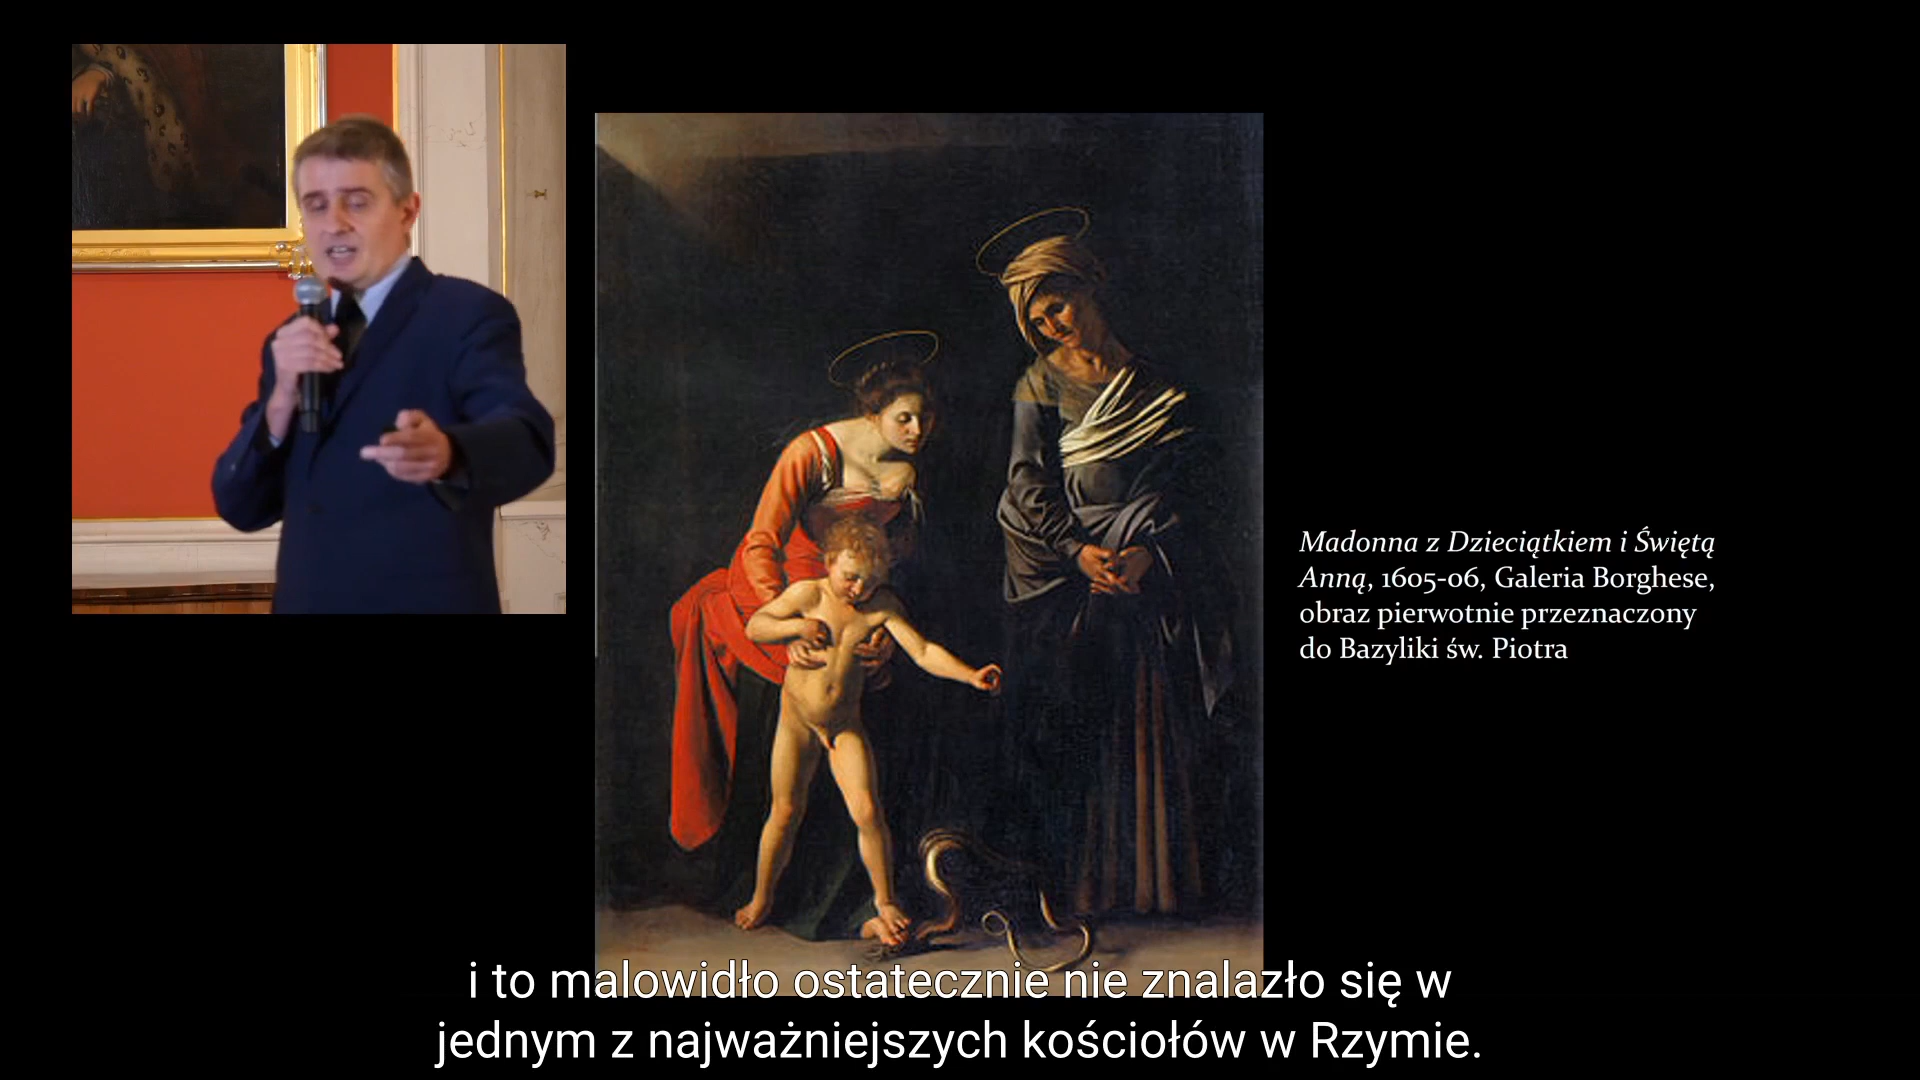 Madonna z Dzieciątkiem i Świętą
Anną, 1605-06, Galeria Borghese,
obraz pierwotnie przeznaczony
do Bazyliki św. Piotra
i to malowidło ostatecznie nie znalazło się w
jednym z najważniejszych kościołów w Rzymie.